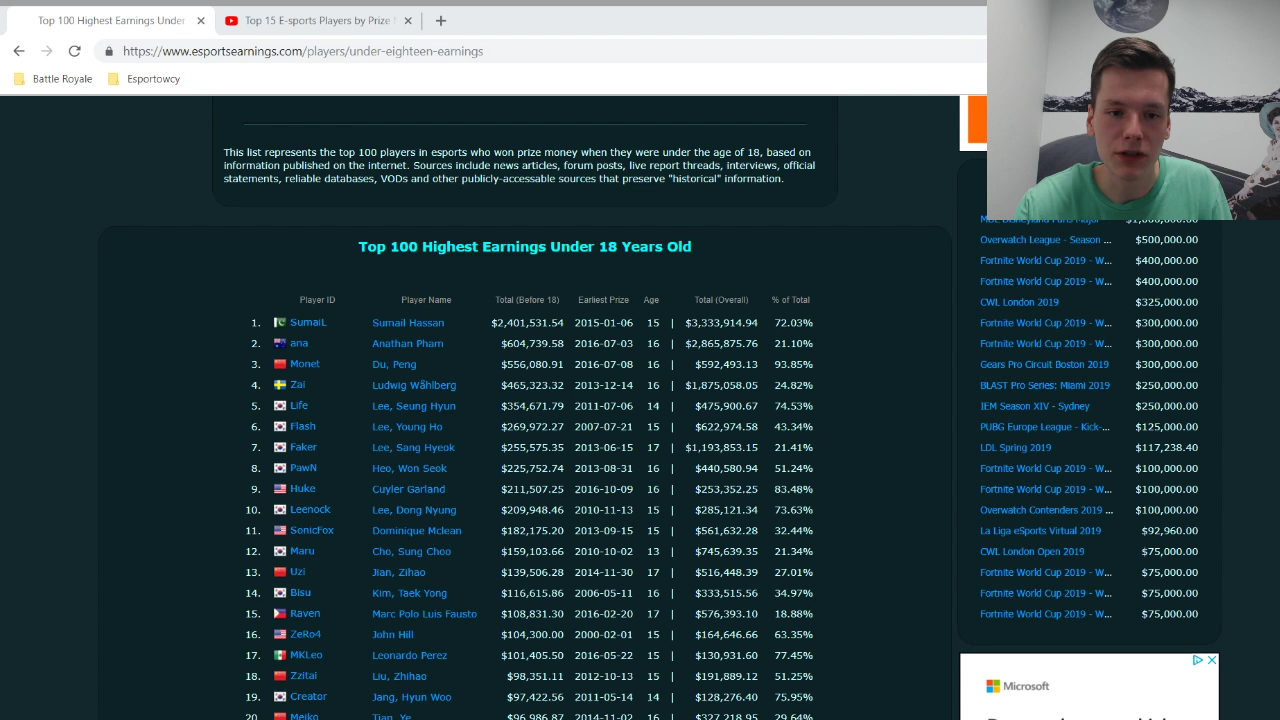 Top 100 Highest Earnings Under
Top 15 E-sports Players by Prize
https://www.esportsearnings.com/players/under-eighteen-earnings
Battle Royale
Esportowcy
This list represents the top 100 players in esports who won prize money when they were under the age of 18, based on
information published on the internet. Sources include news articles, forum posts, live report threads, interviews, official
statements, reliable databases, VODs and other publicly-accessable sources that preserve "historical" information.
Top 100 Highest Earnings Under 18 Years Old
Player ID Player Name Total (Before 18) Earliest Prize Age Total (Overall) % of Total
1. SumaiL Sumail Hassan $2,401,531.54 2015-01-06 15 | $3,333,914.94 72.03%
2. ana Anathan Pham $604,739.58 2016-07-03 16 | $2,865,875.76 21.10%
3. Monet Du, Peng $556,080.91 2016-07-08 16 | $592,493.13 93.85%
4. Zai Ludwig Wåhlberg $465,323.32 2013-12-14 16 | $1,875,058.05 24.82%
5. Life Lee, Seung Hyun $354,671.79 2011-07-06 14 | $475,900.67 74.53%
6. Flash Lee, Young Ho $269,972.27 2007-07-21 15 | $622,974.58 43.34%
7. Faker Lee, Sang Hyeok $255,575.35 2013-06-15 17 | $1,193,853.15 21.41%
8. PawN Heo, Won Seok $225,752.74 2013-08-31 16 | $440,580.94 51.24%
9. Huke Cuyler Garland $211,507.25 2016-10-09 16 | $253,352.25 83.48%
10. Leenock Lee, Dong Nyung $209,948.46 2010-11-13 15 | $285,121.34 73.63%
11. SonicFox Dominique Mclean $182,175.20 2013-09-15 15 | $561,632.28 32.44%
12. Maru Cho, Sung Choo $159,103.66 2010-10-02 13 | $745,631.35 21.34%
13. Uzi Jian, Zihao $139,506.28 2014-11-30 17 | $516,448.39 27.01%
14. Bisu Kim, Taek Yong $116,615.86 2006-05-11 16 | $333,515.56 34.97%
15. Raven Marc Polo Luis Fausto $108,831.30 2016-02-20 17 | $576,393.10 18.88%
16. ZeRo4 John Hill $104,300.00 2000-02-01 15 | $164,646.66 63.35%
17. MKLeo Leonardo Perez $101,405.50 2016-05-22 15 | $130,931.60 77.45%
18. Zzitai Liu, Zhihao $98,351.11 2012-10-13 15 | $191,889.12 51.25%
19. Creator Jang, Hyun Woo $97,422.56 2011-05-14 14 | $128,276.24 75.95%
20. Meiko Tian, Ye $96,986.87 2014-11-02 16 | $327,218.95 29.64%
MDL Disneyland Paris Major $1,000,000.00
Overwatch League - Season ... $500,000.00
Fortnite World Cup 2019 - W... $400,000.00
Fortnite World Cup 2019 - W... $400,000.00
CWL London 2019 $325,000.00
Fortnite World Cup 2019 - W... $300,000.00
Fortnite World Cup 2019 - W... $300,000.00
Gears Pro Circuit Boston 2019 $300,000.00
BLAST Pro Series: Miami 2019 $250,000.00
IEM Season XIV - Sydney $250,000.00
PUBG Europe League - Kick-... $125,000.00
LDL Spring 2019 $117,238.40
Fortnite World Cup 2019 - W... $100,000.00
Fortnite World Cup 2019 - W... $100,000.00
Overwatch Contenders 2019 ... $100,000.00
La Liga eSports Virtual 2019 $92,960.00
CWL London Open 2019 $75,000.00
Fortnite World Cup 2019 - W... $75,000.00
Fortnite World Cup 2019 - W... $75,000.00
Fortnite World Cup 2019 - W... $75,000.00
Microsoft